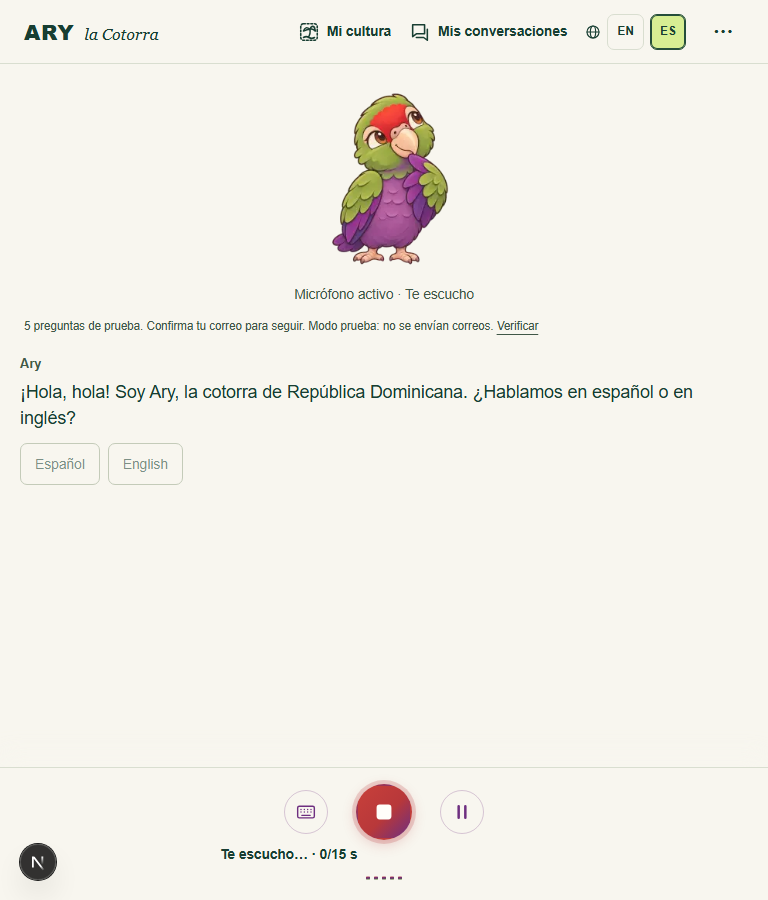 ARY la Cotorra
Mi cultura
Mis conversaciones
EN
ES
Micrófono activo · Te escucho
5 preguntas de prueba. Confirma tu correo para seguir. Modo prueba: no se envían correos. Verificar
Ary
¡Hola, hola! Soy Ary, la cotorra de República Dominicana. ¿Hablamos en español o en
inglés?
Español
English
Te escucho… · 0/15 s
N